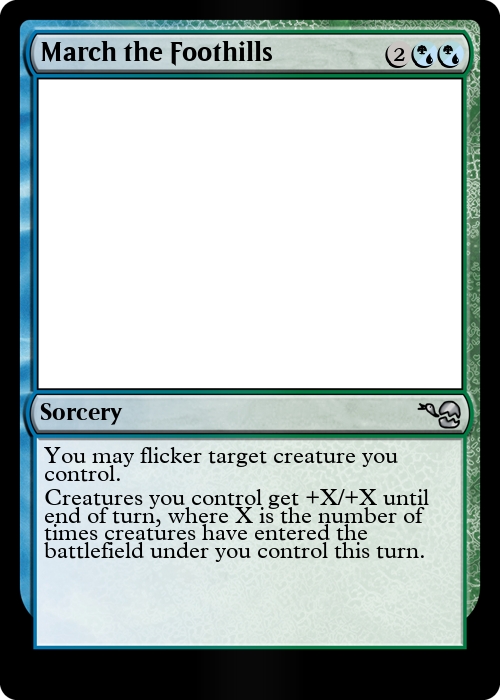 March the Foothills 2
Sorcery
You may flicker target creature you
control.
Creatures you control get +X/+X until
end of turn, where X is the number of
times creatures have entered the
battlefield under you control this turn.